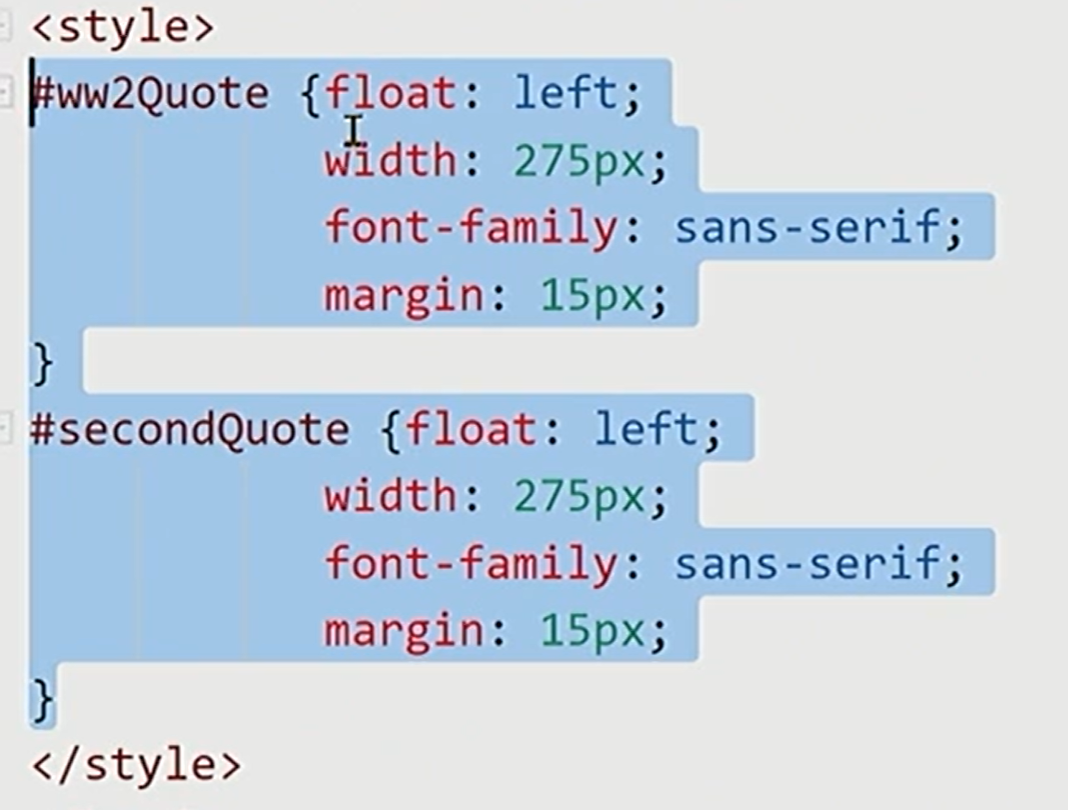 <style>
#ww2Quote {float: left;
width: 275px;
font-family: sans-serif;
margin: 15px;
}
#secondQuote {float: left;
width: 275px;
font-family: sans-serif;
margin: 15px;
}
</style>